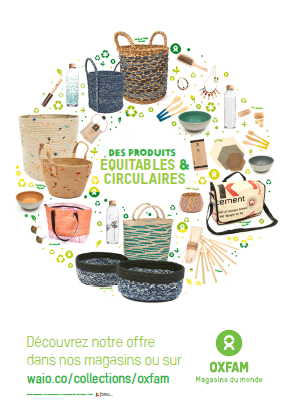 DES PRODUITS
ÉQUITABLES &
CIRCULAIRES
cement
Découvrez notre offre
dans nos magasins ou sur
waio.co/collections/oxfam
OXFAM
Magasins du monde